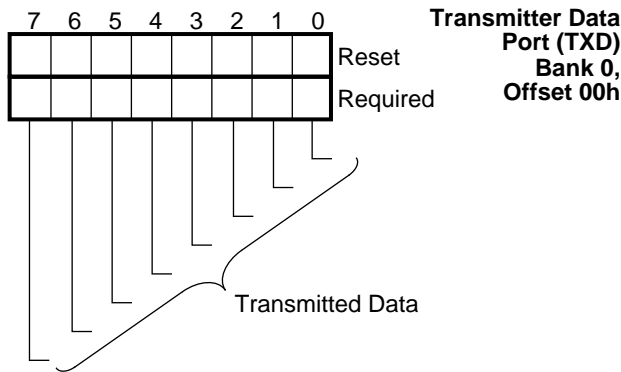 7 6 5 4 3 2 1 0
Reset
Required
Transmitter Data
Port (TXD)
Bank 0,
Offset 00h
Transmitted Data